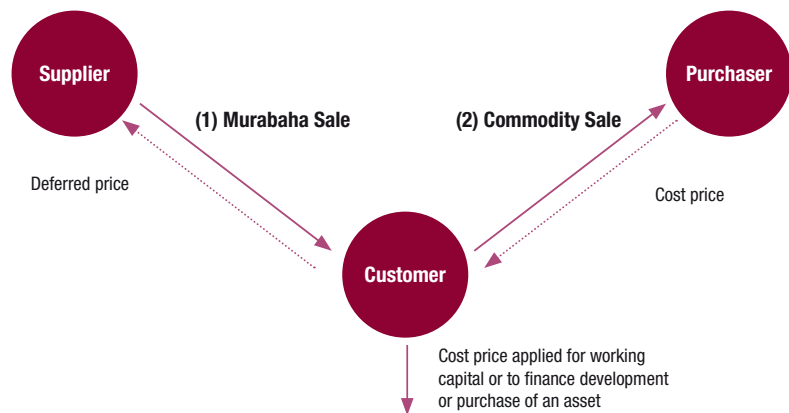 Supplier
Purchaser
(1) Murabaha Sale
(2) Commodity Sale
Deferred price
Cost price
Customer
Cost price applied for working
capital or to finance development
or purchase of an asset